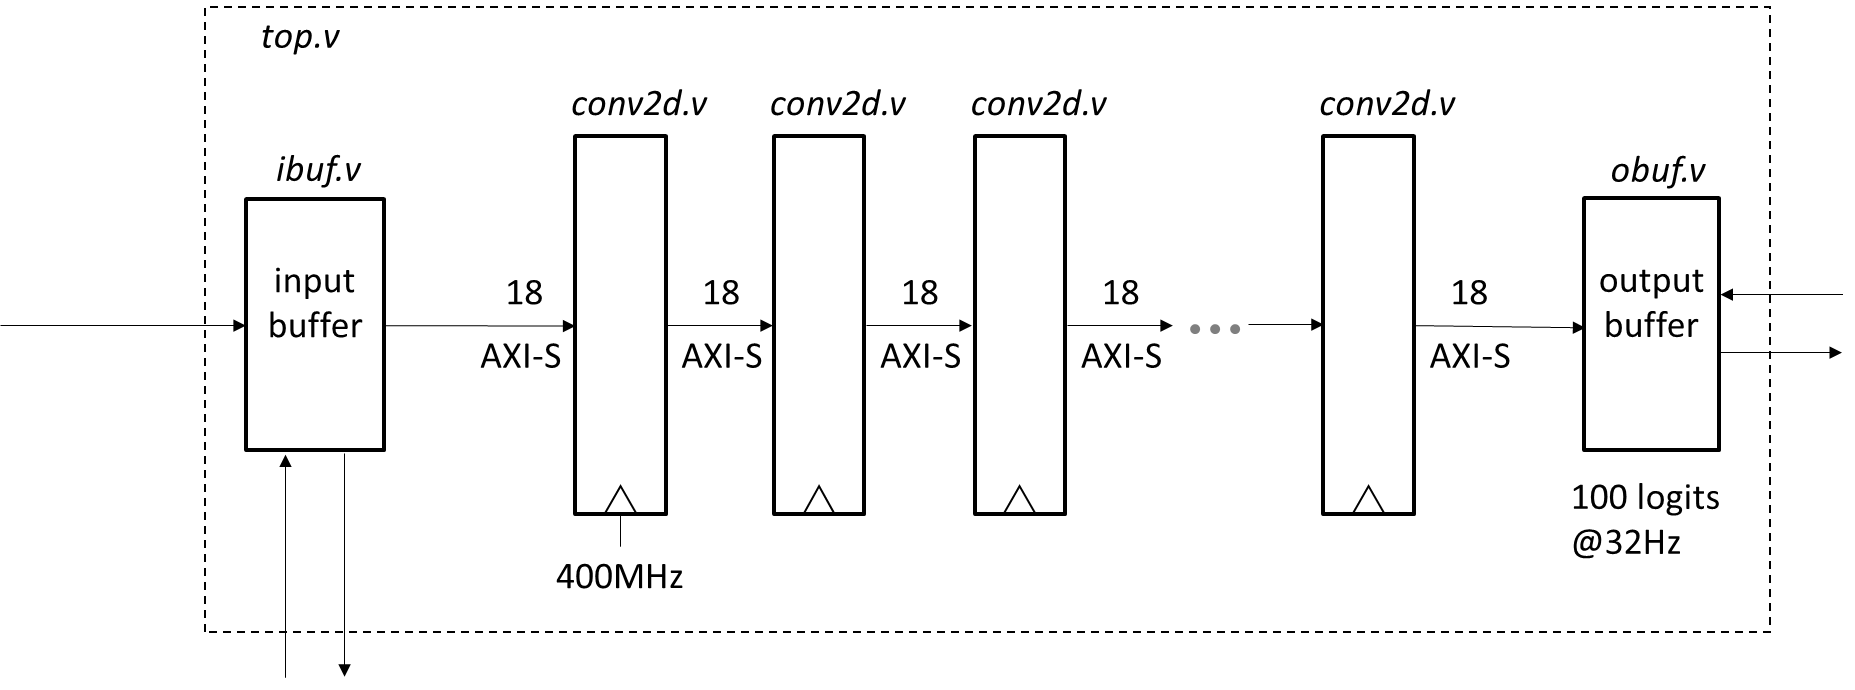 top.v
conv2d.v conv2d.v conv2d.v conv2d.v
ibuf.v
obuf.v
input
buffer
18 18 18 18 18
AXI-S AXI-S AXI-S AXI-S AXI-S
output
buffer
100 logits
@32Hz
400MHz